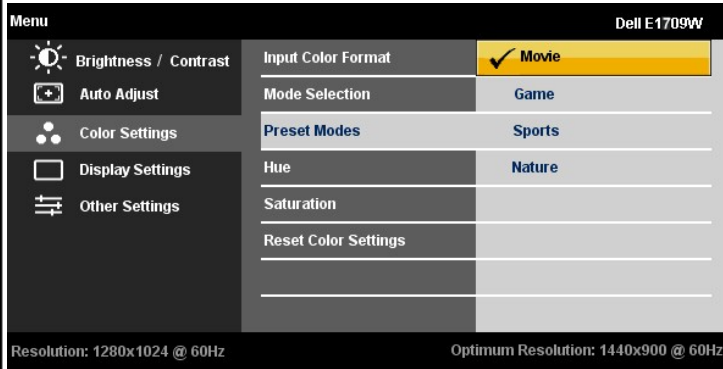 Menu
Dell E1709W
Brightness / Contrast
Auto Adjust
Color Settings
Display Settings
Other Settings
Input Color Format
Mode Selection
Preset Modes
Hue
Saturation
Reset Color Settings
Movie
Game
Sports
Nature
Resolution: 1280x1024 @ 60Hz
Optimum Resolution: 1440x900 @ 60Hz